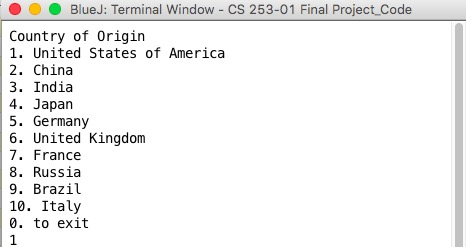 BlueJ: Terminal Window - CS 253-01 Final Project_Code
Country of Origin
1. United States of America
2. China
3. India
4. Japan
5. Germany
6. United Kingdom
7. France
8. Russia
9. Brazil
10. Italy
0. to exit
1